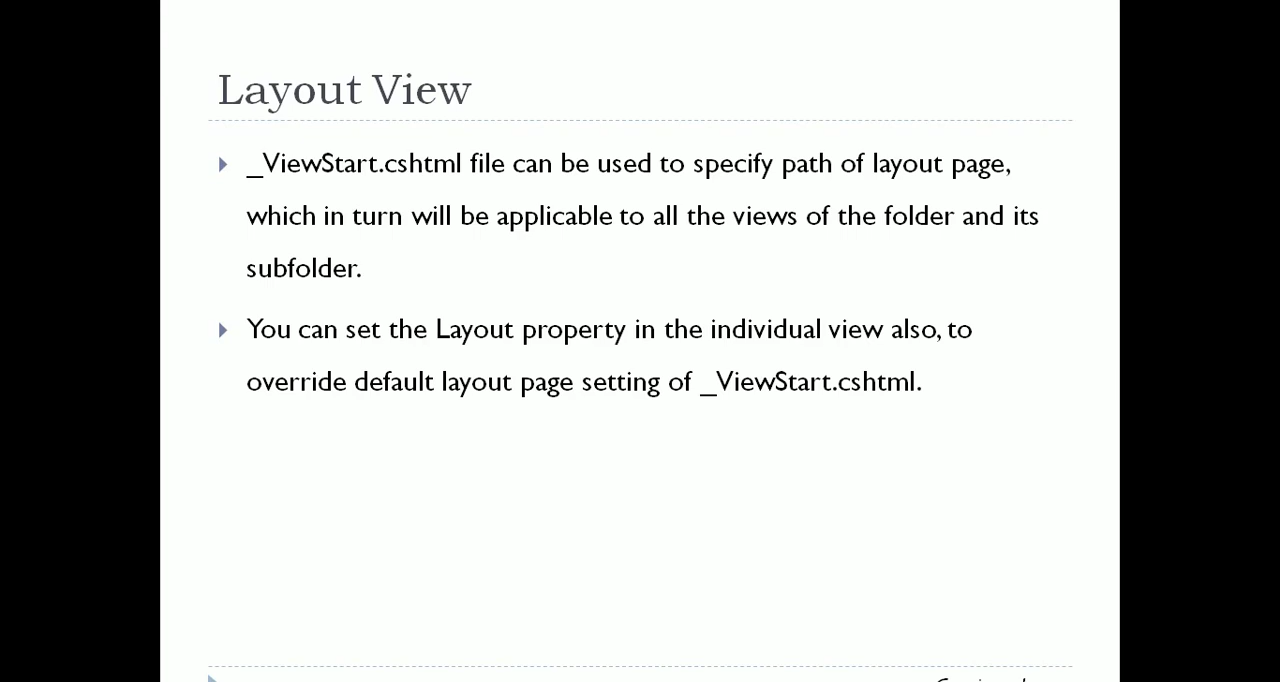 Layout View
_ViewStart.cshtml file can be used to specify path of layout page,
which in turn will be applicable to all the views of the folder and its
subfolder.
You can set the Layout property in the individual view also, to
override default layout page setting of _ViewStart.cshtml.